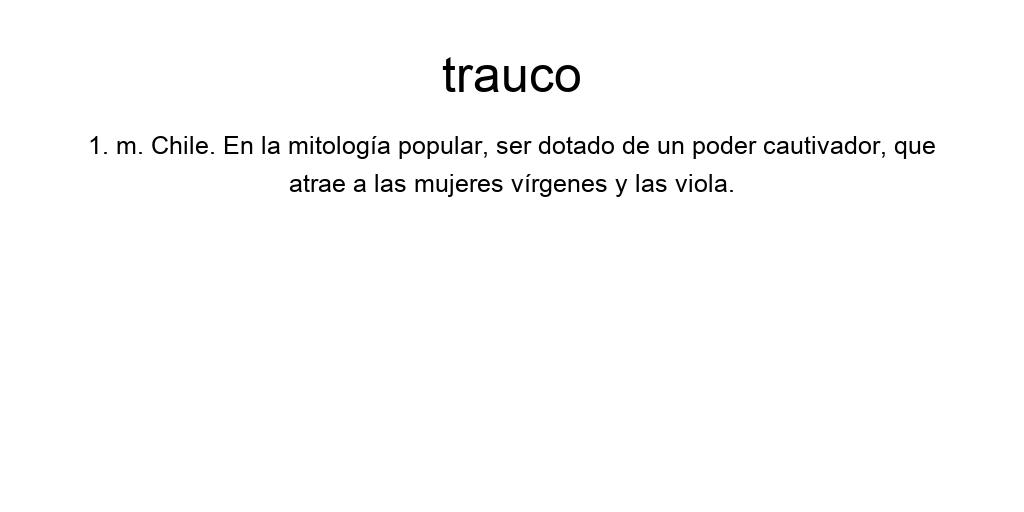 trauco
1. m. Chile. En la mitología popular, ser dotado de un poder cautivador, que
atrae a las mujeres vírgenes y las viola.